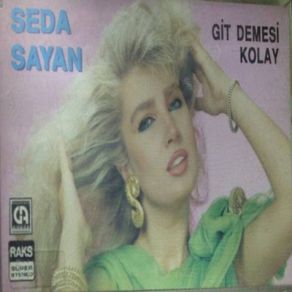 SEDA
SAYAN
GİT DEMESİ
KOLAY
RAKS